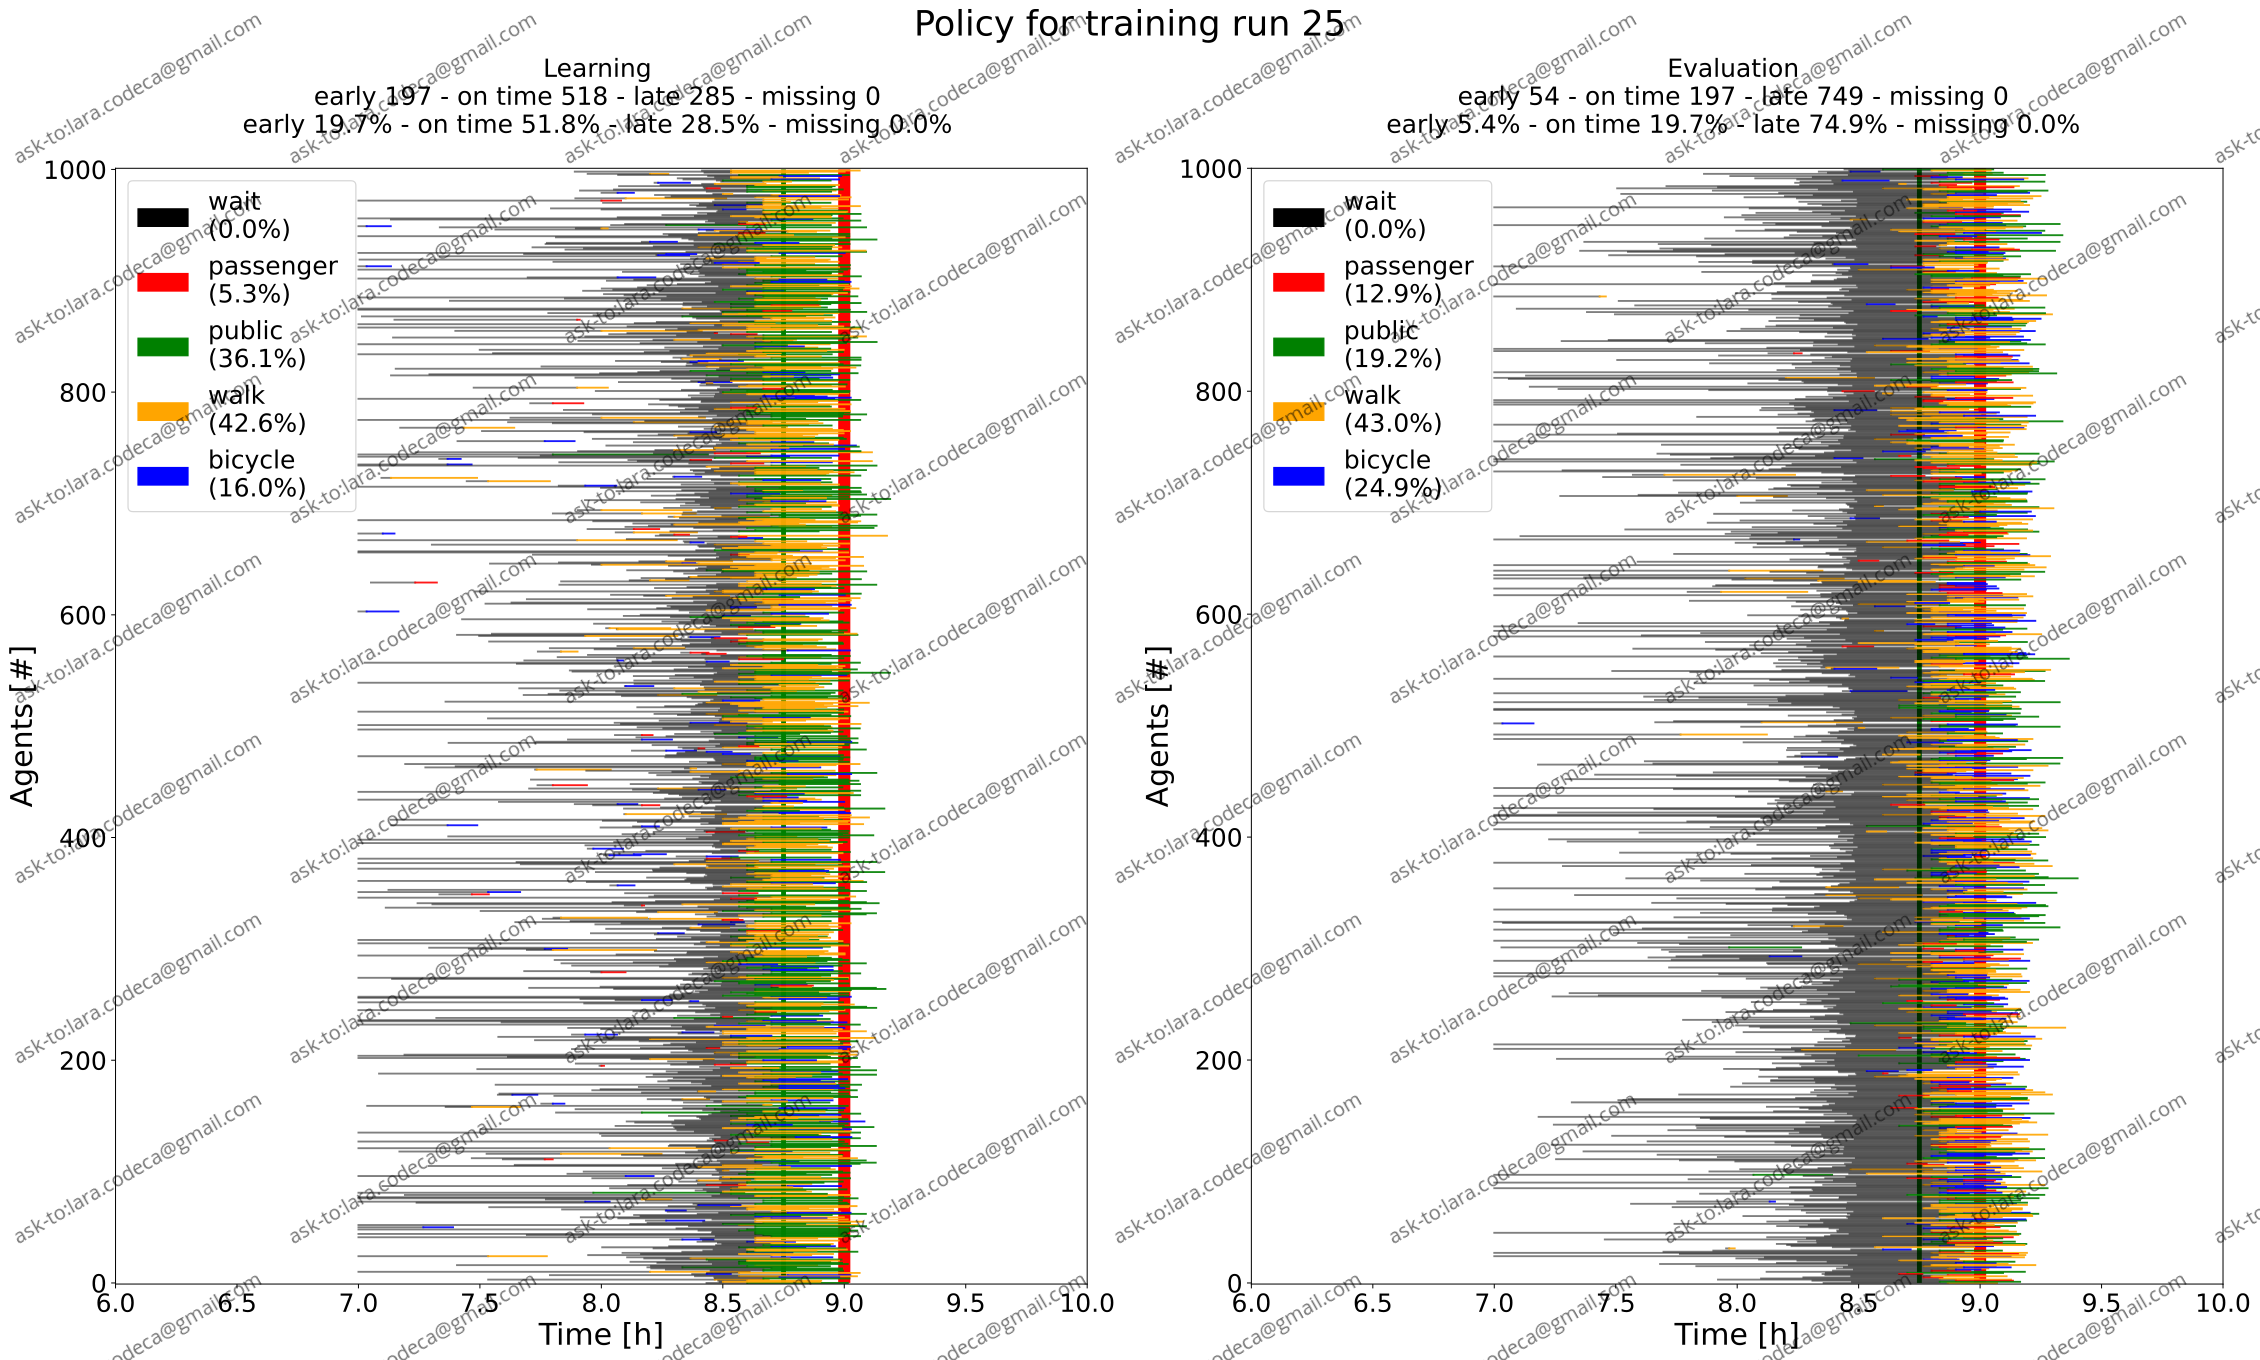 Policy for training run 25
Learning
early 197 - on time 518 - late 285 - missing 0
early 19.7% - on time 51.8% - late 28.5% - missing 0.0%
1000
800
600
400
200
0
Agents [#]
wait
(0.0%)
passenger
(5.3%)
public
(36.1%)
walk
(42.6%)
bicycle
(16.0%)
6.0 6.5 7.0 7.5 8.0 8.5 9.0 9.5 10.0
Time [h]
Evaluation
early 54 - on time 197 - late 749 - missing 0
early 5.4% - on time 19.7% - late 74.9% - missing 0.0%
1000
800
600
400
200
0
Agents [#]
wait
(0.0%)
passenger
(12.9%)
public
(19.2%)
walk
(43.0%)
bicycle
(24.9%)
6.0 6.5 7.0 7.5 8.0 8.5 9.0 9.5 10.0
Time [h]
ask-to:lara.codeca@gmail.com